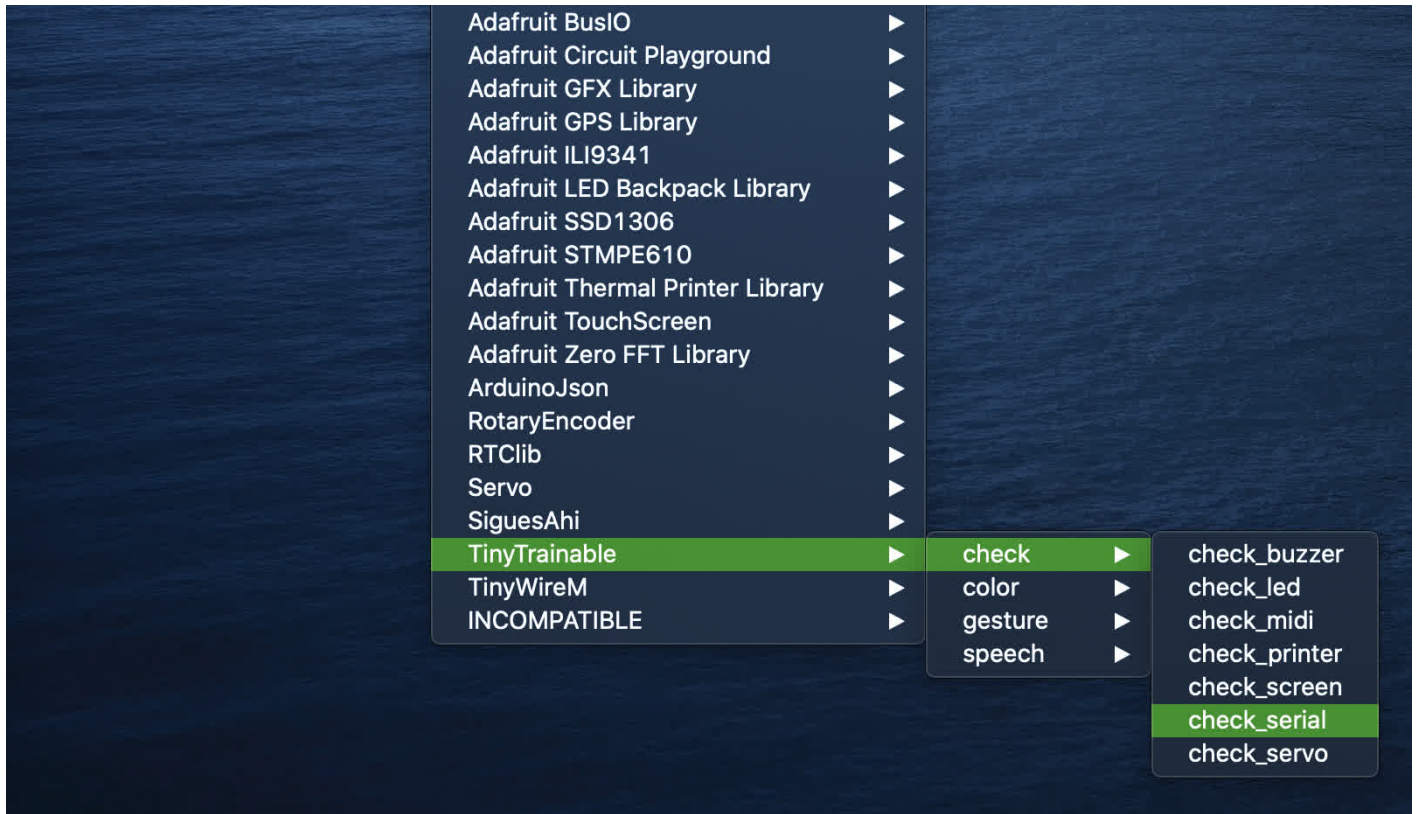 Adafruit BusIO
Adafruit Circuit Playground
Adafruit GFX Library
Adafruit GPS Library
Adafruit ILI9341
Adafruit LED Backpack Library
Adafruit SSD1306
Adafruit STMPE610
Adafruit Thermal Printer Library
Adafruit TouchScreen
Adafruit Zero FFT Library
ArduinoJson
RotaryEncoder
RTClib
Servo
SiguesAhi
TinyTrainable
TinyWireM
INCOMPATIBLE
check
color
gesture
speech
check_buzzer
check_led
check_midi
check_printer
check_screen
check_serial
check_servo